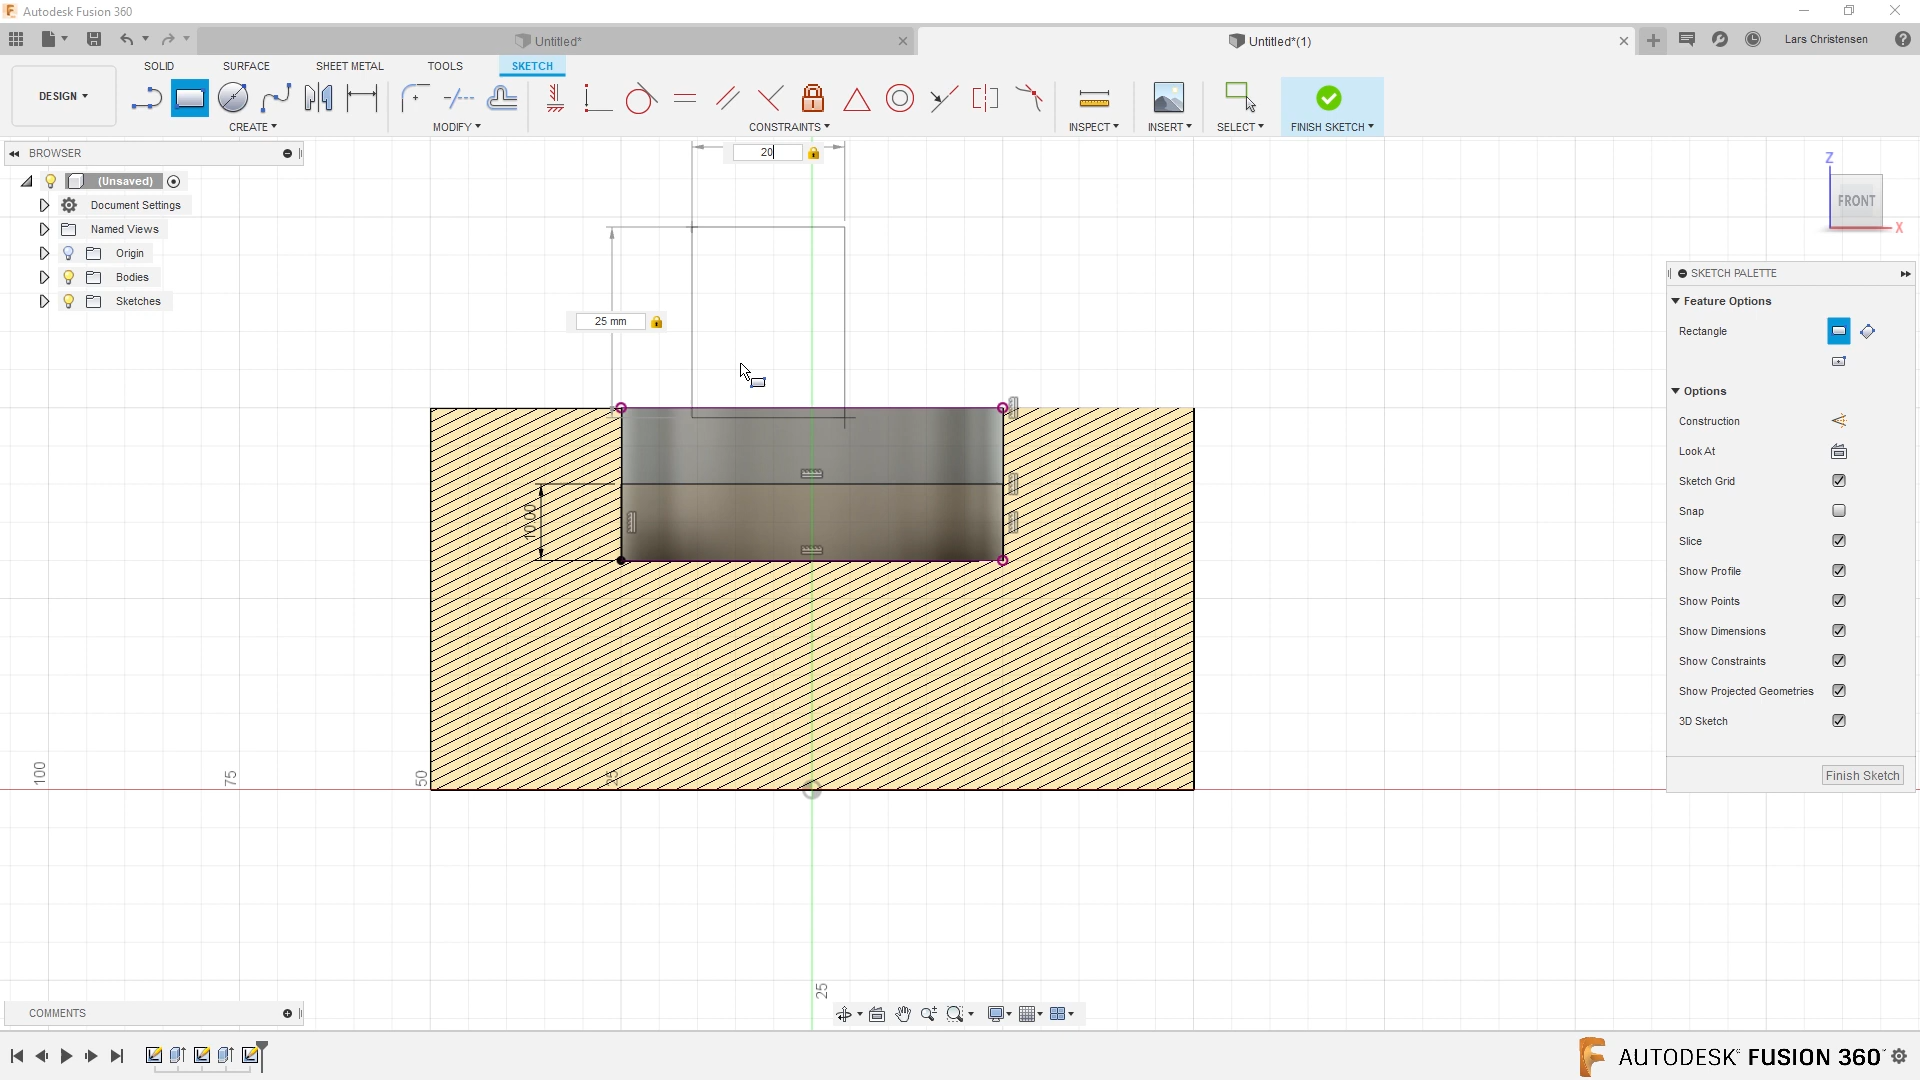 Autodesk Fusion 360
Untitled*
Untitled*(1)
Lars Christensen
DESIGN
SOLID
SURFACE
SHEET METAL
TOOLS
SKETCH
CREATE
MODIFY
CONSTRAINTS
INSPECT
INSERT
SELECT
FINISH SKETCH
BROWSER
(Unsaved)
Document Settings
Named Views
Origin
Bodies
Sketches
20
25 mm
10.00
100
75
50
25
25
Z
FRONT
X
SKETCH PALETTE
Feature Options
Rectangle
Options
Construction
Look At
Sketch Grid
Snap
Slice
Show Profile
Show Points
Show Dimensions
Show Constraints
Show Projected Geometries
3D Sketch
Finish Sketch
COMMENTS
AUTODESK FUSION 360